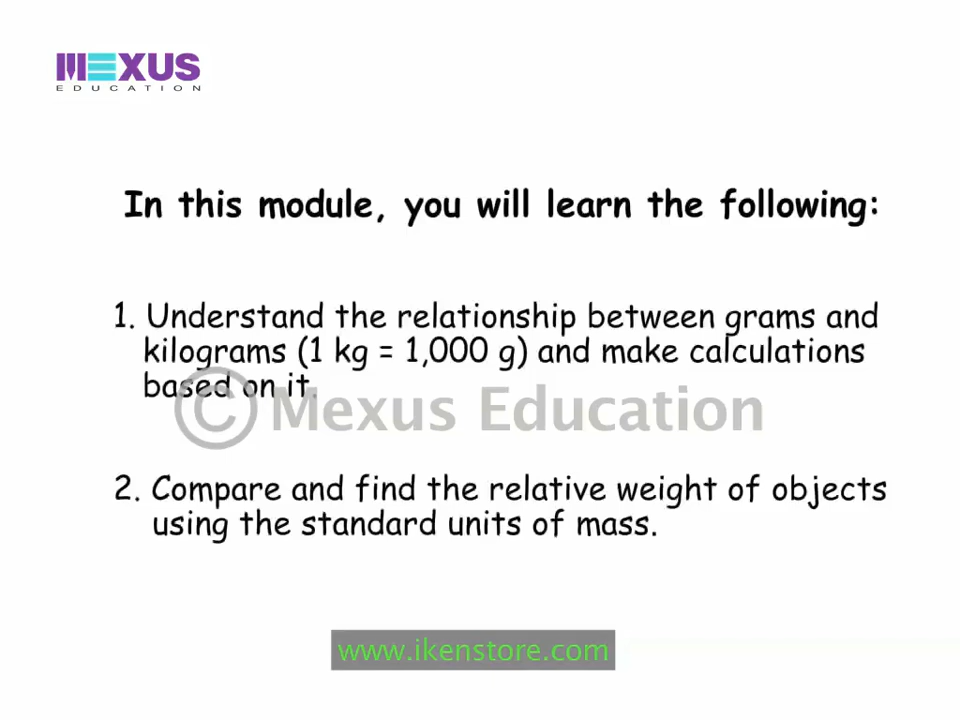 MEXUS
EDUCATION
In this module, you will learn the following:
1. Understand the relationship between grams and
kilograms (1 kg = 1,000 g) and make calculations
based on it.
© Mexus Education
2. Compare and find the relative weight of objects
using the standard units of mass.
www.ikenstore.com